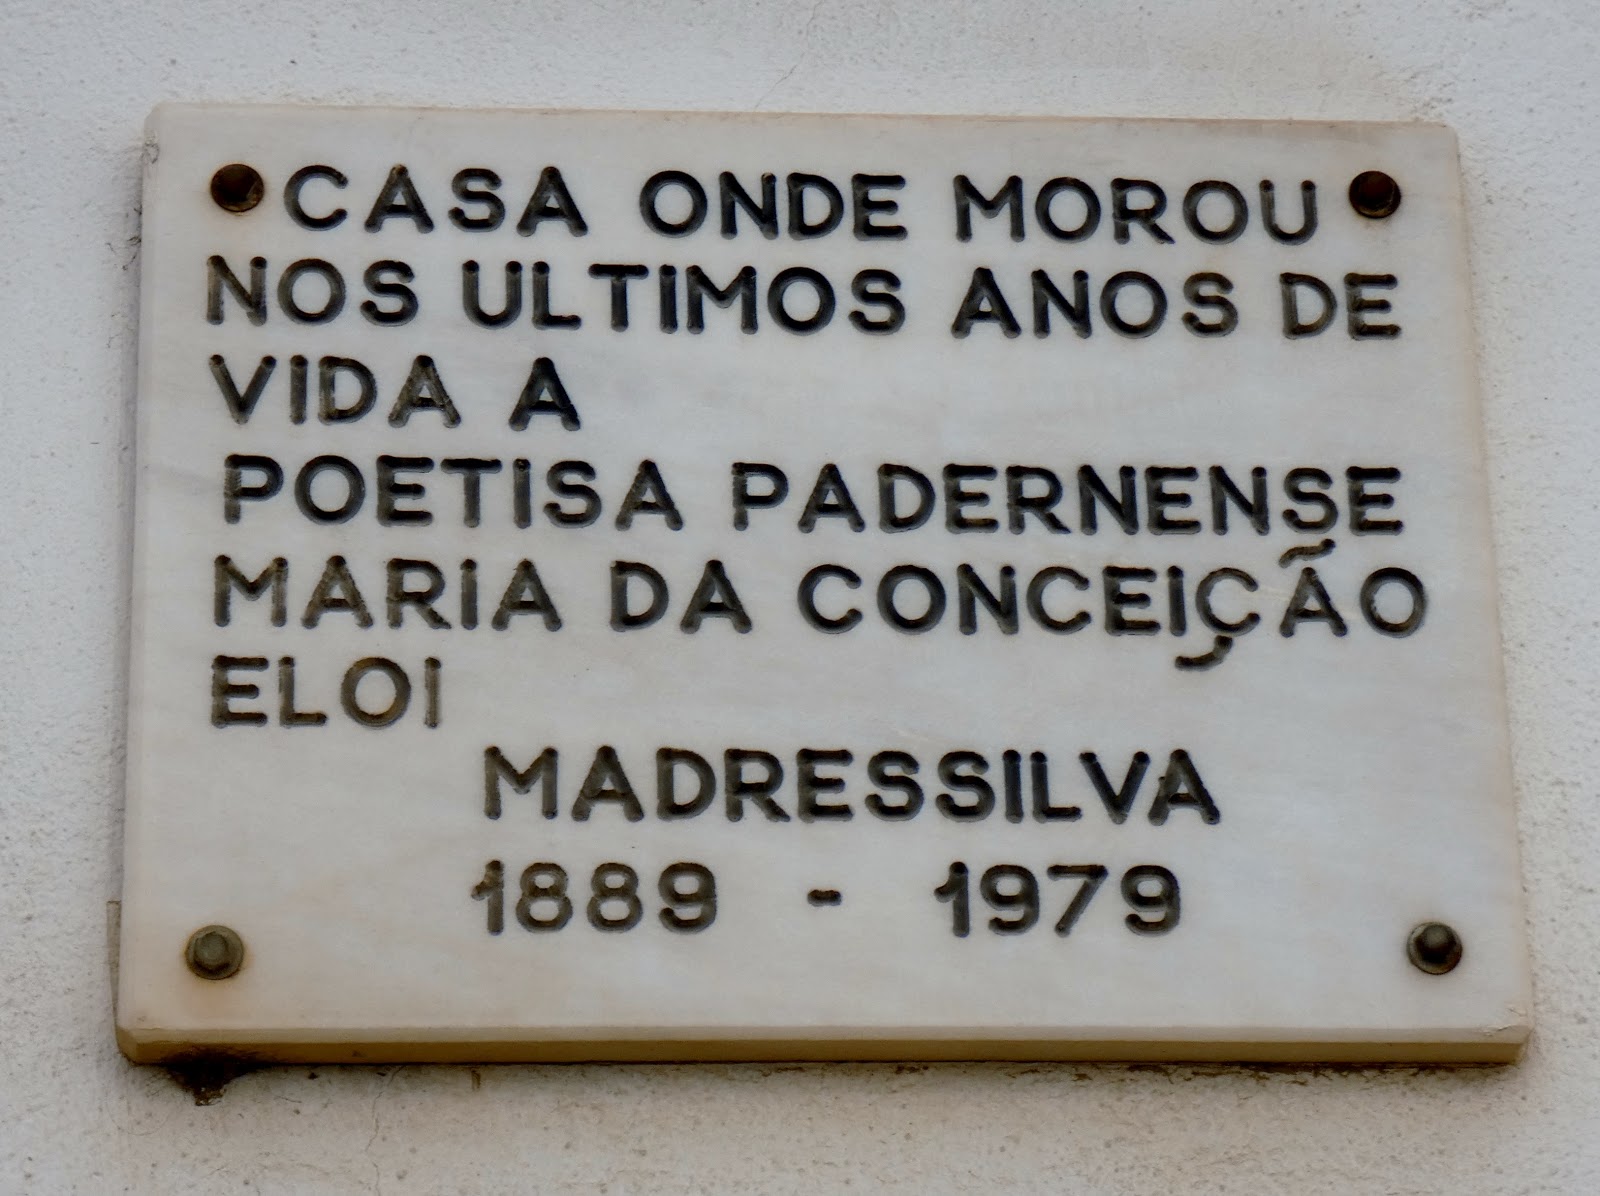 CASA ONDE MOROU
NOS ULTIMOS ANOS DE
VIDA A
POETISA PADERNENSE
MARIA DA CONCEIÇÃO
ELOI
MADRESSILVA
1889 - 1979